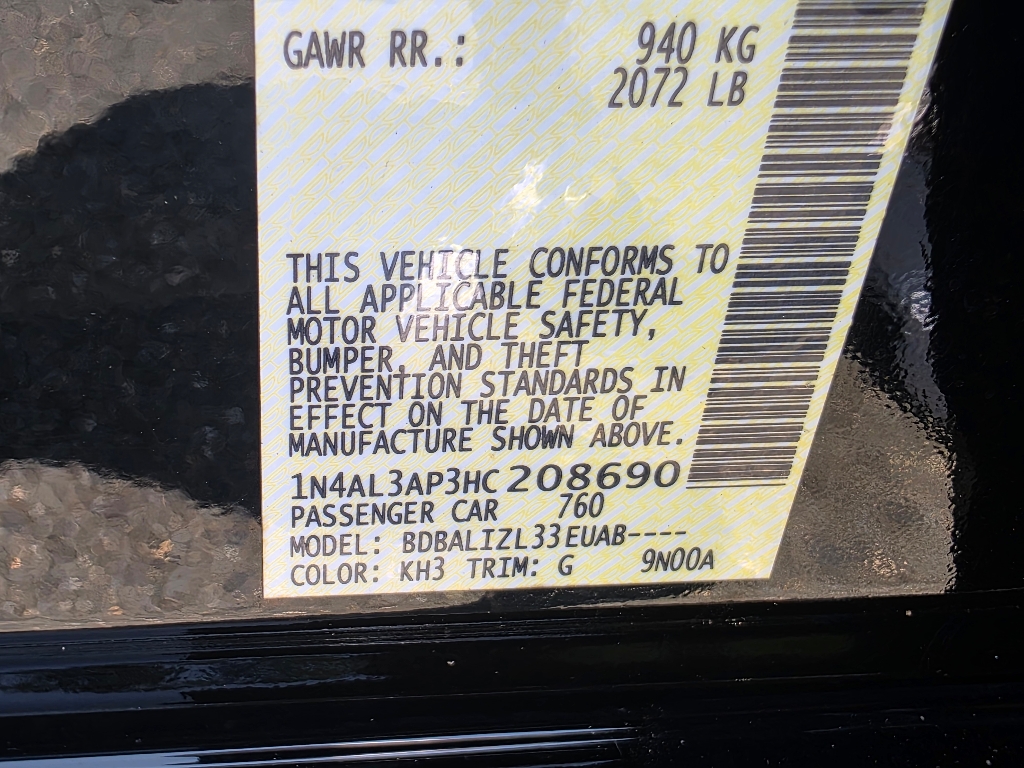 GAWR RR.: 940 KG
2072 LB
THIS VEHICLE CONFORMS TO
ALL APPLICABLE FEDERAL
MOTOR VEHICLE SAFETY,
BUMPER, AND THEFT
PREVENTION STANDARDS IN
EFFECT ON THE DATE OF
MANUFACTURE SHOWN ABOVE.
1N4AL3AP3HC208690
PASSENGER CAR 760
MODEL: BDBALIZL33EUAB----
COLOR: KH3 TRIM: G 9N00A